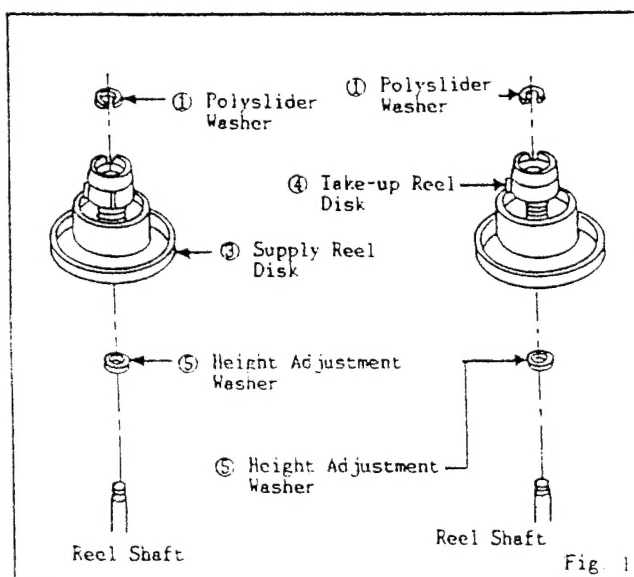 ① Polyslider
Washer
① Polyslider
Washer
④ Take-up Reel
Disk
③ Supply Reel
Disk
⑤ Height Adjustment
Washer
⑤ Height Adjustment
Washer
Reel Shaft
Reel Shaft
Fig. 1